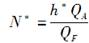 N* = h* Q_A / Q_F